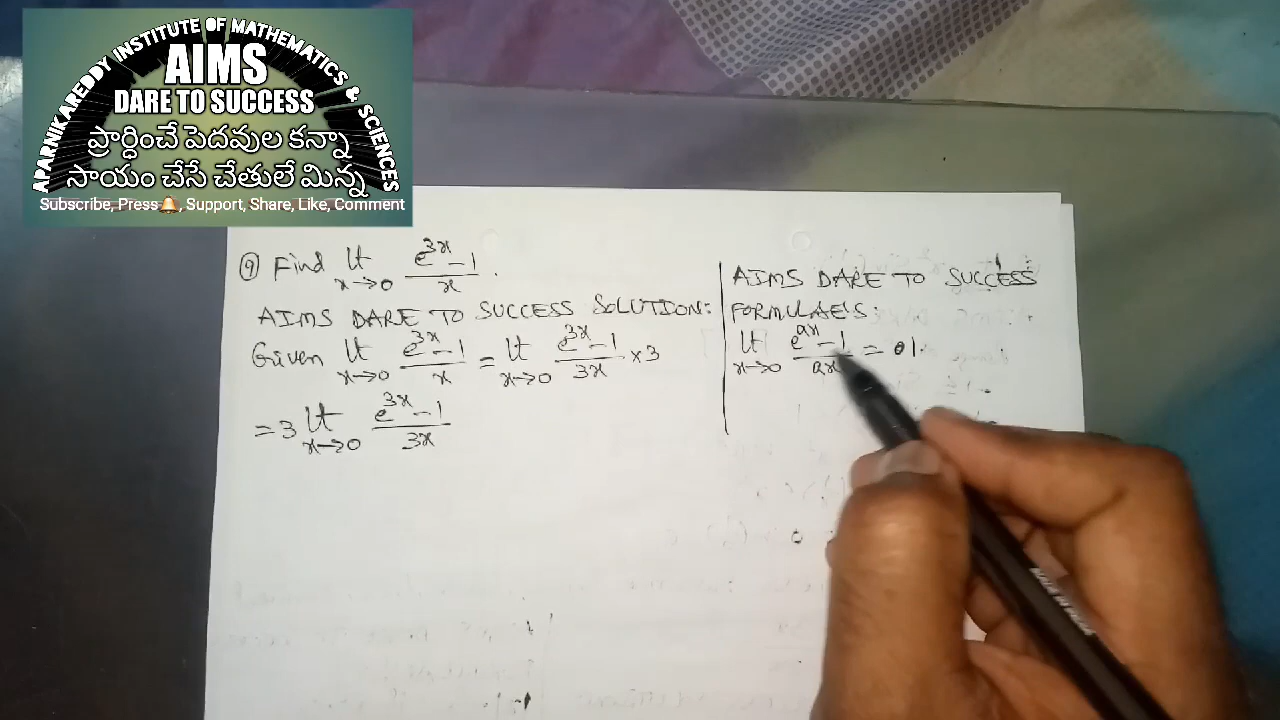 APARNIKAREDDY INSTITUTE OF MATHEMATICS & SCIENCES
AIMS
DARE TO SUCCESS
ప్రార్ధించే పెదవుల కన్నా
సాయం చేసే చేతులే మిన్న
Subscribe, Press🔔, Support, Share, Like, Comment
⑨ Find lt x→0 (e^3x - 1)/x .
AIMS DARE TO SUCCESS SOLUTION:
Given lt x→0 (e^3x - 1)/x = lt x→0 (e^3x - 1)/3x × 3
= 3 lt x→0 (e^3x - 1)/3x
AIMS DARE TO SUCCESS
FORMULAE'S:
lt x→0 (e^ax - 1)/ax = 1.